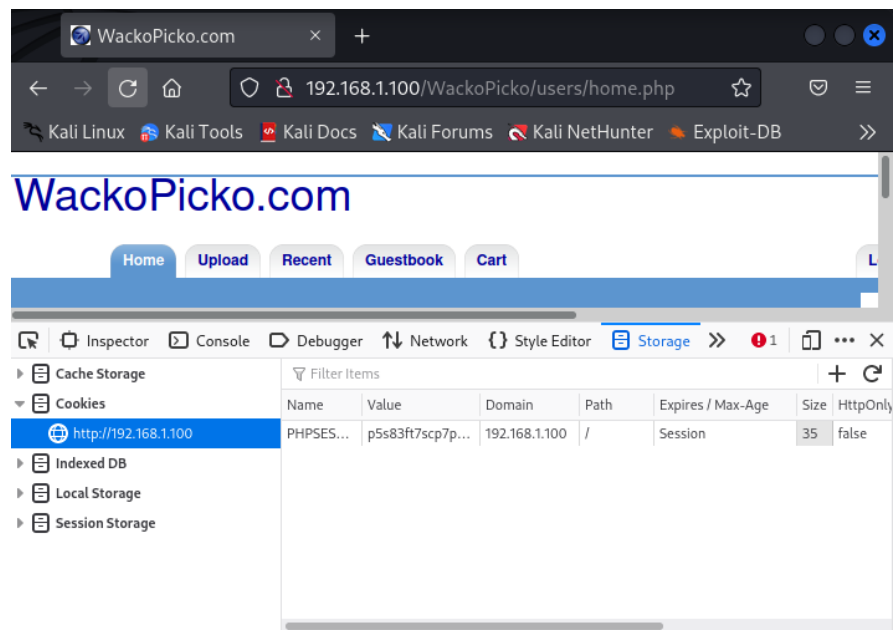 WackoPicko.com
192.168.1.100/WackoPicko/users/home.php
Kali Linux Kali Tools Kali Docs Kali Forums Kali NetHunter Exploit-DB
WackoPicko.com
Home Upload Recent Guestbook Cart
Inspector Console Debugger Network Style Editor Storage 1
Cache Storage Filter Items
Cookies Name Value Domain Path Expires / Max-Age Size HttpOnly
http://192.168.1.100 PHPSES... p5s83ft7scp7p... 192.168.1.100 / Session 35 false
Indexed DB
Local Storage
Session Storage